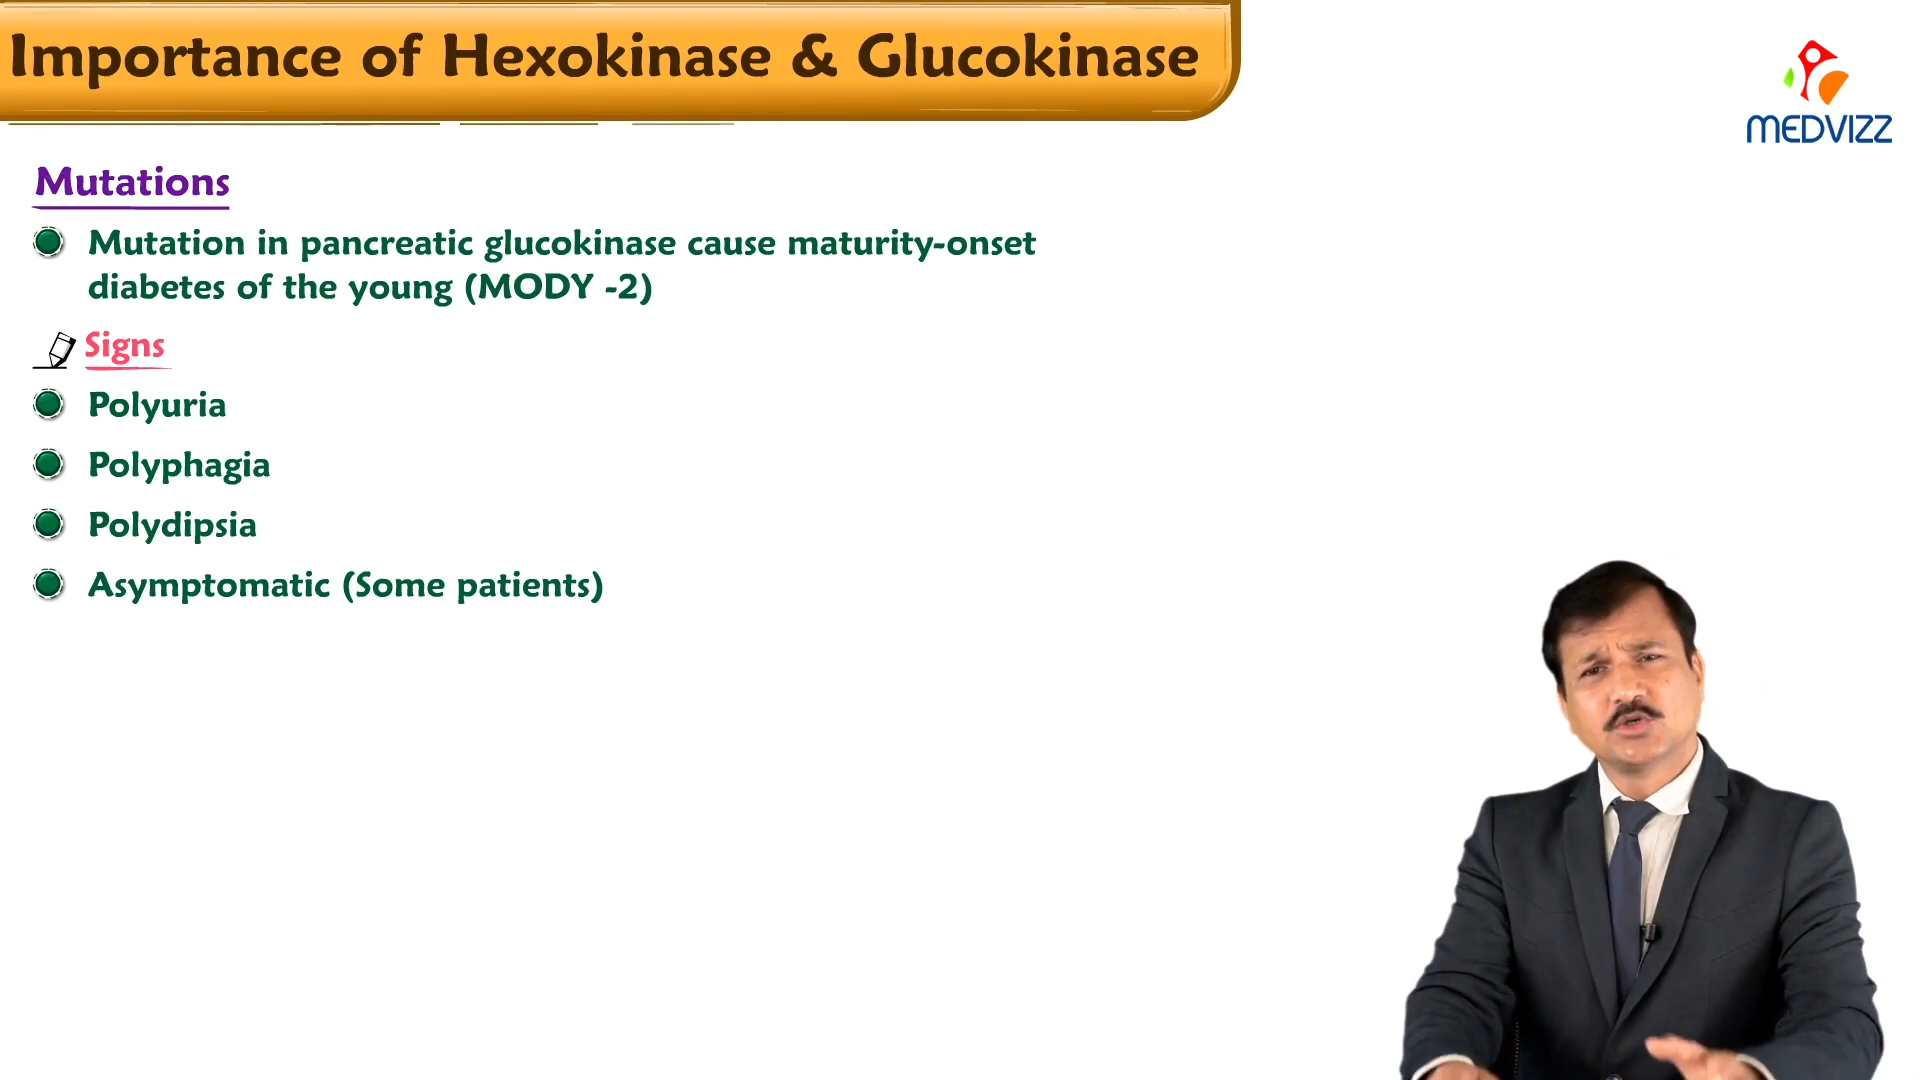 Importance of Hexokinase & Glucokinase
MEDVIZZ
Mutations
Mutation in pancreatic glucokinase cause maturity-onset
diabetes of the young (MODY -2)
Signs
Polyuria
Polyphagia
Polydipsia
Asymptomatic (Some patients)